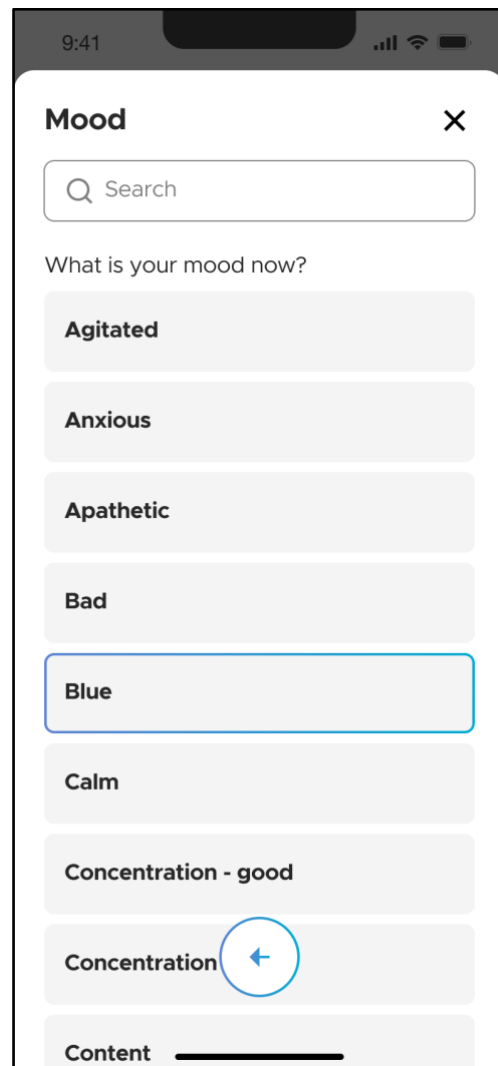 9:41
Mood
Search
What is your mood now?
Agitated
Anxious
Apathetic
Bad
Blue
Calm
Concentration - good
Concentration
Content